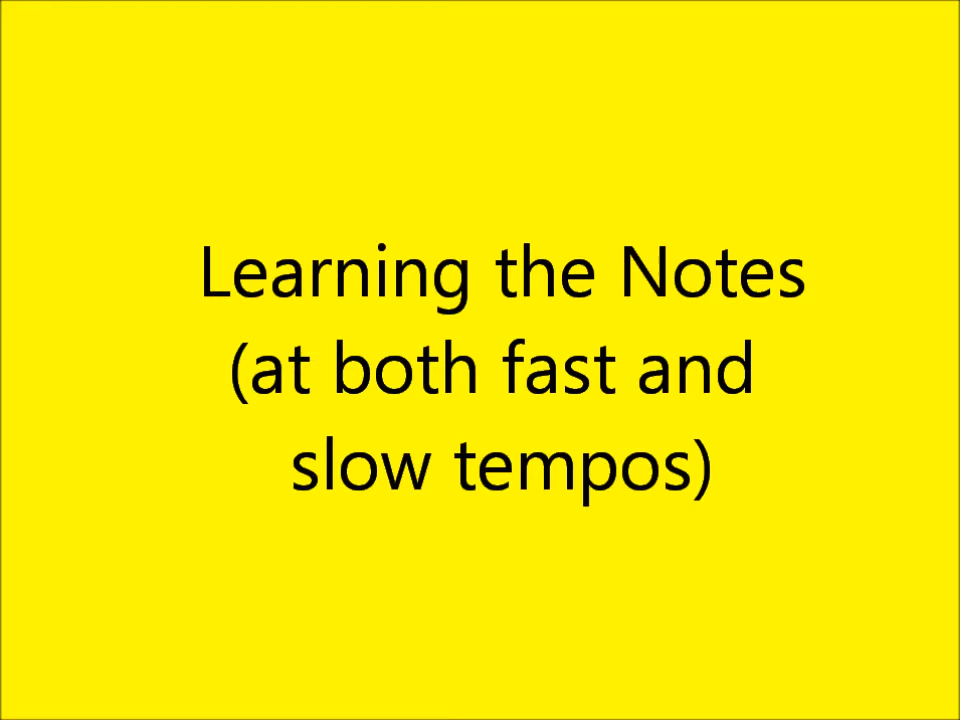 Learning the Notes
(at both fast and
slow tempos)